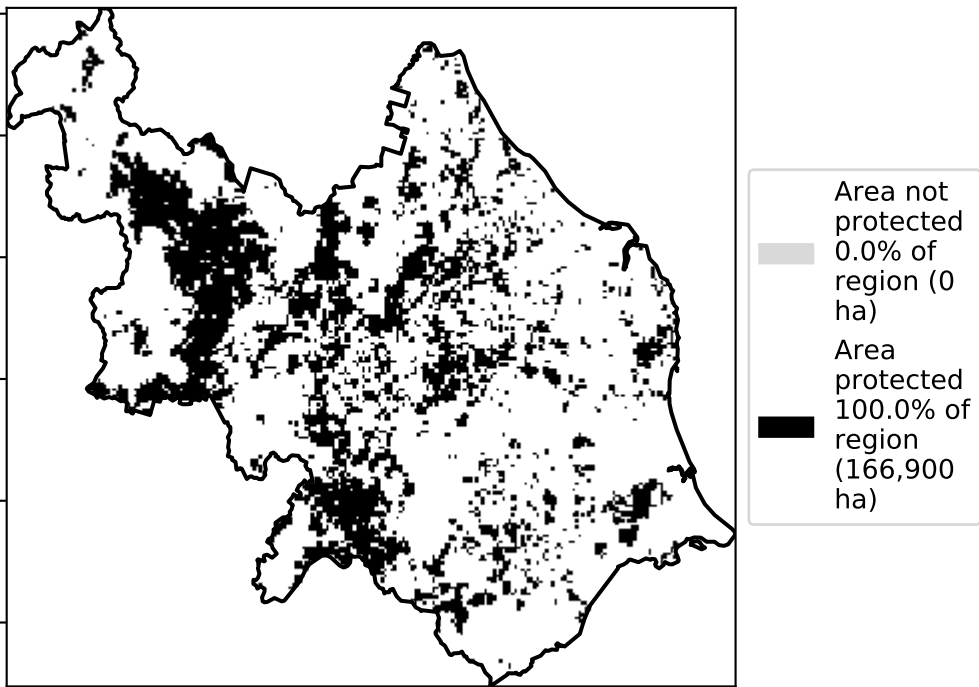 Area not
protected
0.0% of
region (0
ha)
Area
protected
100.0% of
region
(166,900
ha)